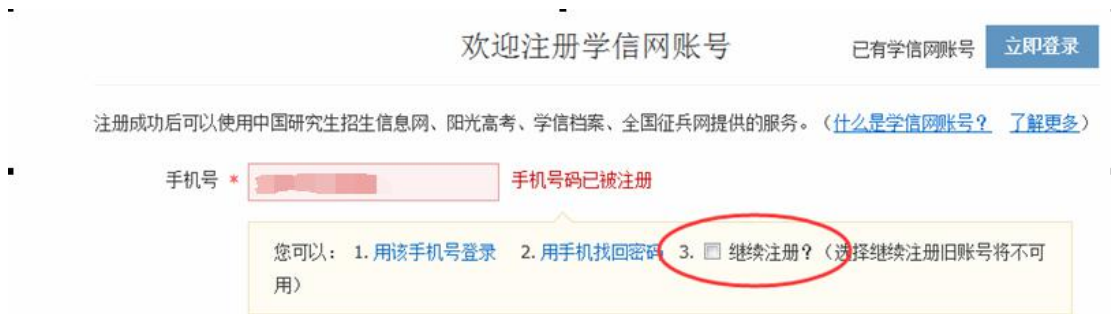 欢迎注册学信网账号
已有学信网账号 立即登录
注册成功后可以使用中国研究生招生信息网、阳光高考、学信档案、全国征兵网提供的服务。（什么是学信网账号？ 了解更多）
手机号 * 手机号码已被注册
您可以： 1. 用该手机号登录 2. 用手机找回密码 3. 继续注册？（选择继续注册旧账号将不可
用）